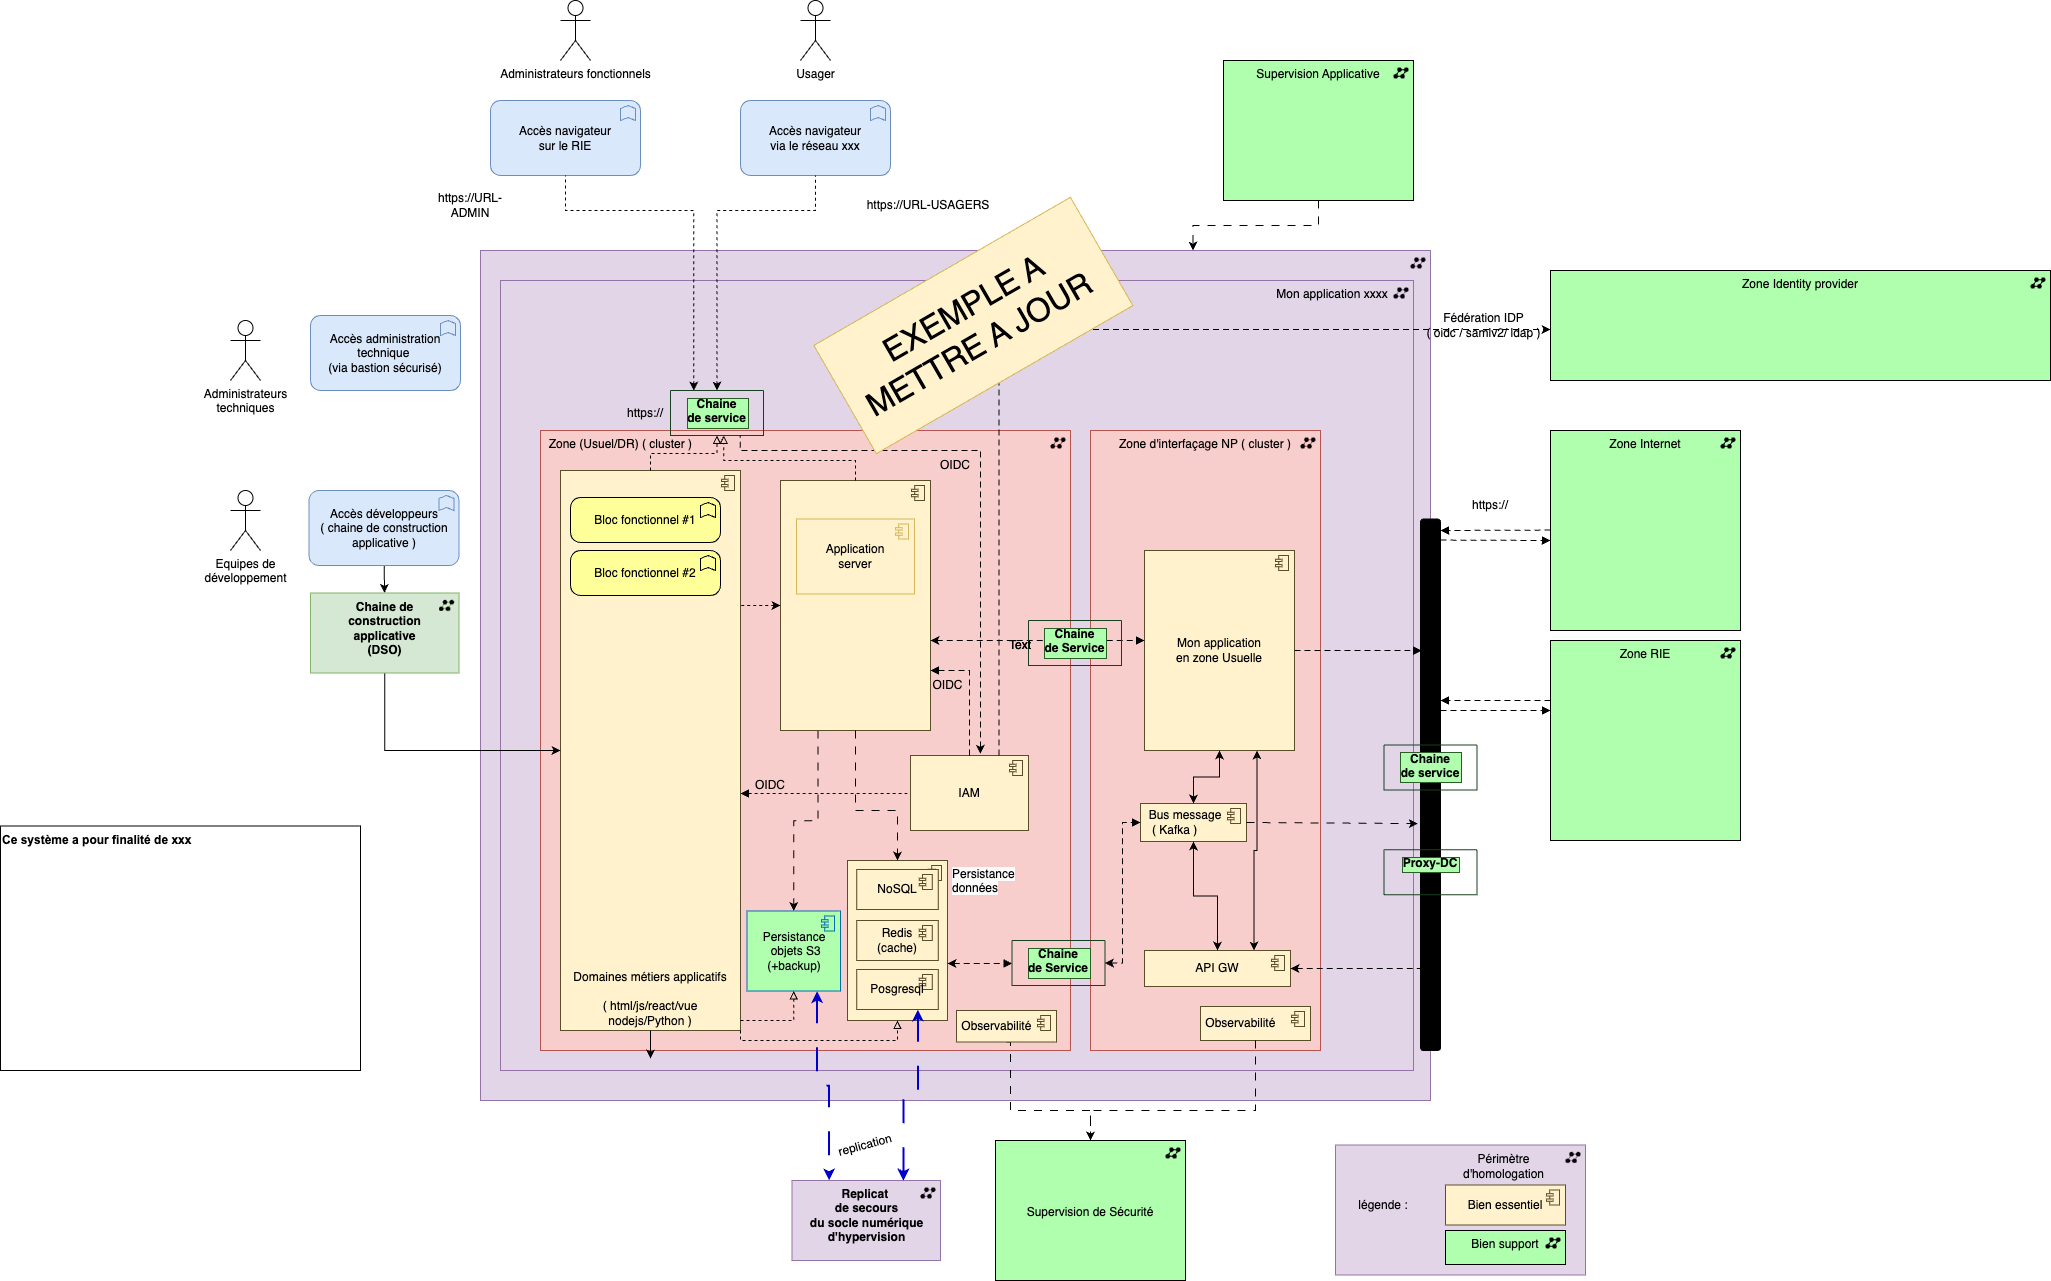 Administrateurs fonctionnels
Usager
Accès navigateur
sur le RIE
Accès navigateur
via le réseau xxx
Supervision Applicative
https://URL-
ADMIN
https://URL-USAGERS
EXEMPLE A
METTRE A JOUR
Mon application xxxx
Zone Identity provider
Fédération IDP
( oidc / samlv2/ ldap )
Accès administration
technique
(via bastion sécurisé)
Administrateurs
techniques
https://
Chaine
de service
Zone (Usuel/DR) ( cluster )
Zone d'interfaçage NP ( cluster )
Zone Internet
OIDC
https://
Accès développeurs
( chaine de construction
applicative )
Equipes de
développement
Bloc fonctionnel #1
Bloc fonctionnel #2
Application
server
Chaine de
construction
applicative
(DSO)
Text
Chaine
de Service
Mon application
en zone Usuelle
Zone RIE
OIDC
OIDC
IAM
Chaine
de service
Bus message
( Kafka )
Proxy-DC
Ce système a pour finalité de xxx
Persistance
données
NoSQL
Redis
(cache)
Posgresql
Persistance
objets S3
(+backup)
Chaine
de Service
API GW
Domaines métiers applicatifs
( html/js/react/vue
nodejs/Python )
Observabilité
Observabilité
replication
Replicat
de secours
du socle numérique
d'hypervision
Supervision de Sécurité
Périmètre
d'homologation
légende :
Bien essentiel
Bien support